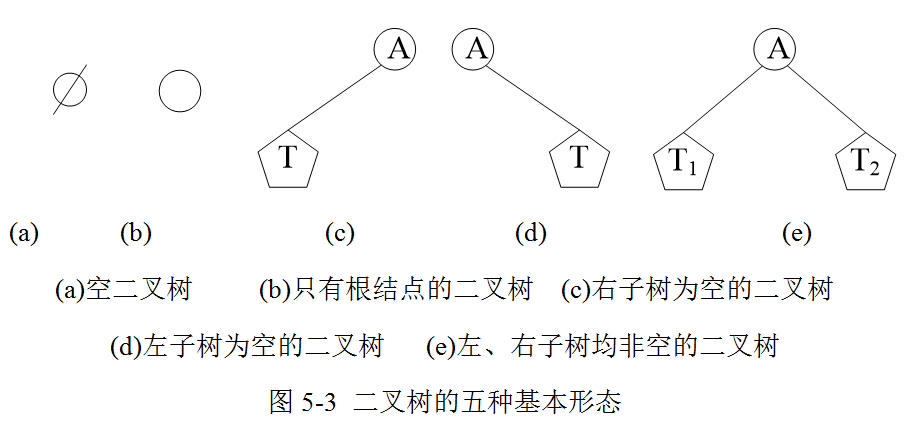 A A A
T T T₁ T₂
(a) (b) (c) (d) (e)
(a)空二叉树 (b)只有根结点的二叉树 (c)右子树为空的二叉树
(d)左子树为空的二叉树 (e)左、右子树均非空的二叉树
图 5-3 二叉树的五种基本形态